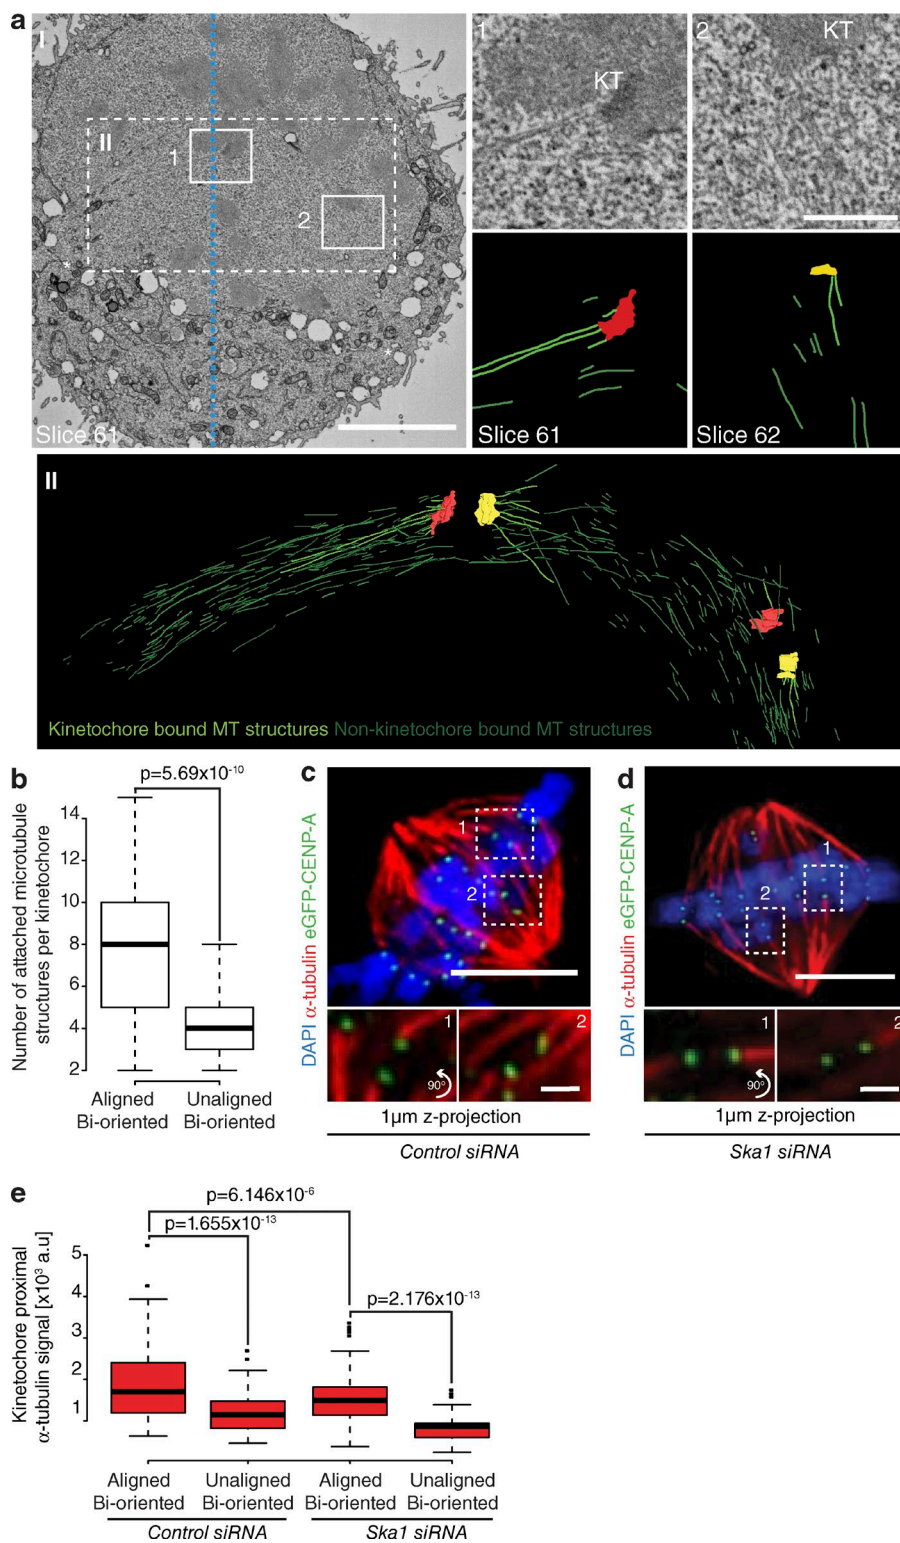 a
I
II
1
2
Slice 61
1
KT
2
KT
Slice 61
Slice 62
II
Kinetochore bound MT structures Non-kinetochore bound MT structures
b
p=5.69x10⁻¹⁰
Number of attached microtubule
structures per kinetochore
14
12
10
8
6
4
2
Aligned
Bi-oriented
Unaligned
Bi-oriented
c
DAPI α-tubulin eGFP-CENP-A
1
2
1
90°
2
1µm z-projection
Control siRNA
d
DAPI α-tubulin eGFP-CENP-A
1
2
1
90°
2
1µm z-projection
Ska1 siRNA
e
p=6.146x10⁻⁶
p=1.655x10⁻¹³
p=2.176x10⁻¹³
Kinetochore proximal
α-tubulin signal [x10³ a.u]
5
4
3
2
1
Aligned
Bi-oriented
Unaligned
Bi-oriented
Aligned
Bi-oriented
Unaligned
Bi-oriented
Control siRNA
Ska1 siRNA